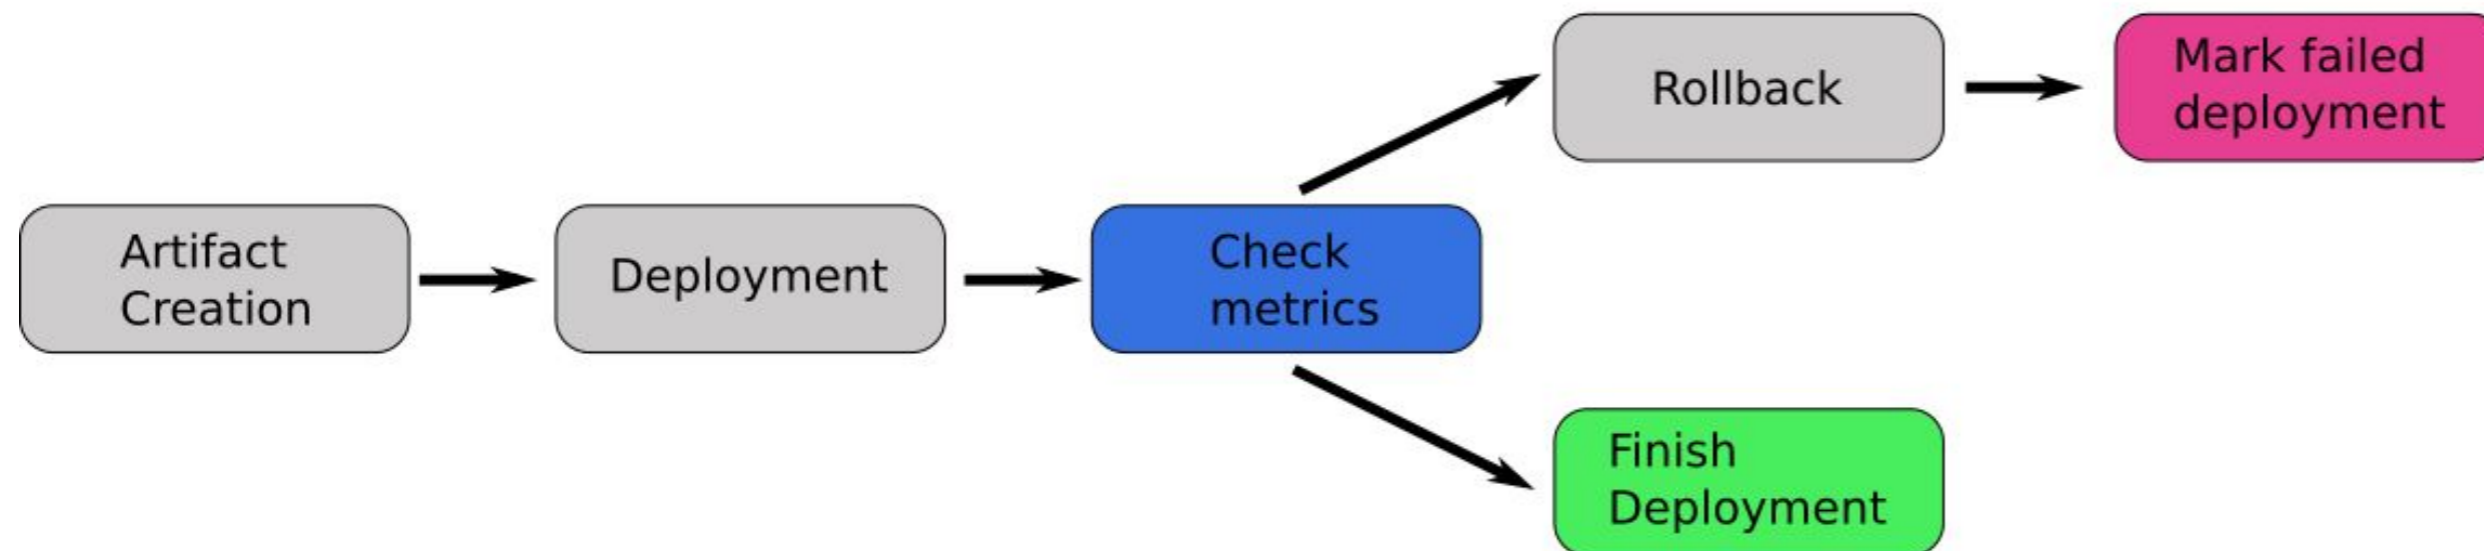 Artifact
Creation
Deployment
Check
metrics
Rollback
Mark failed
deployment
Finish
Deployment